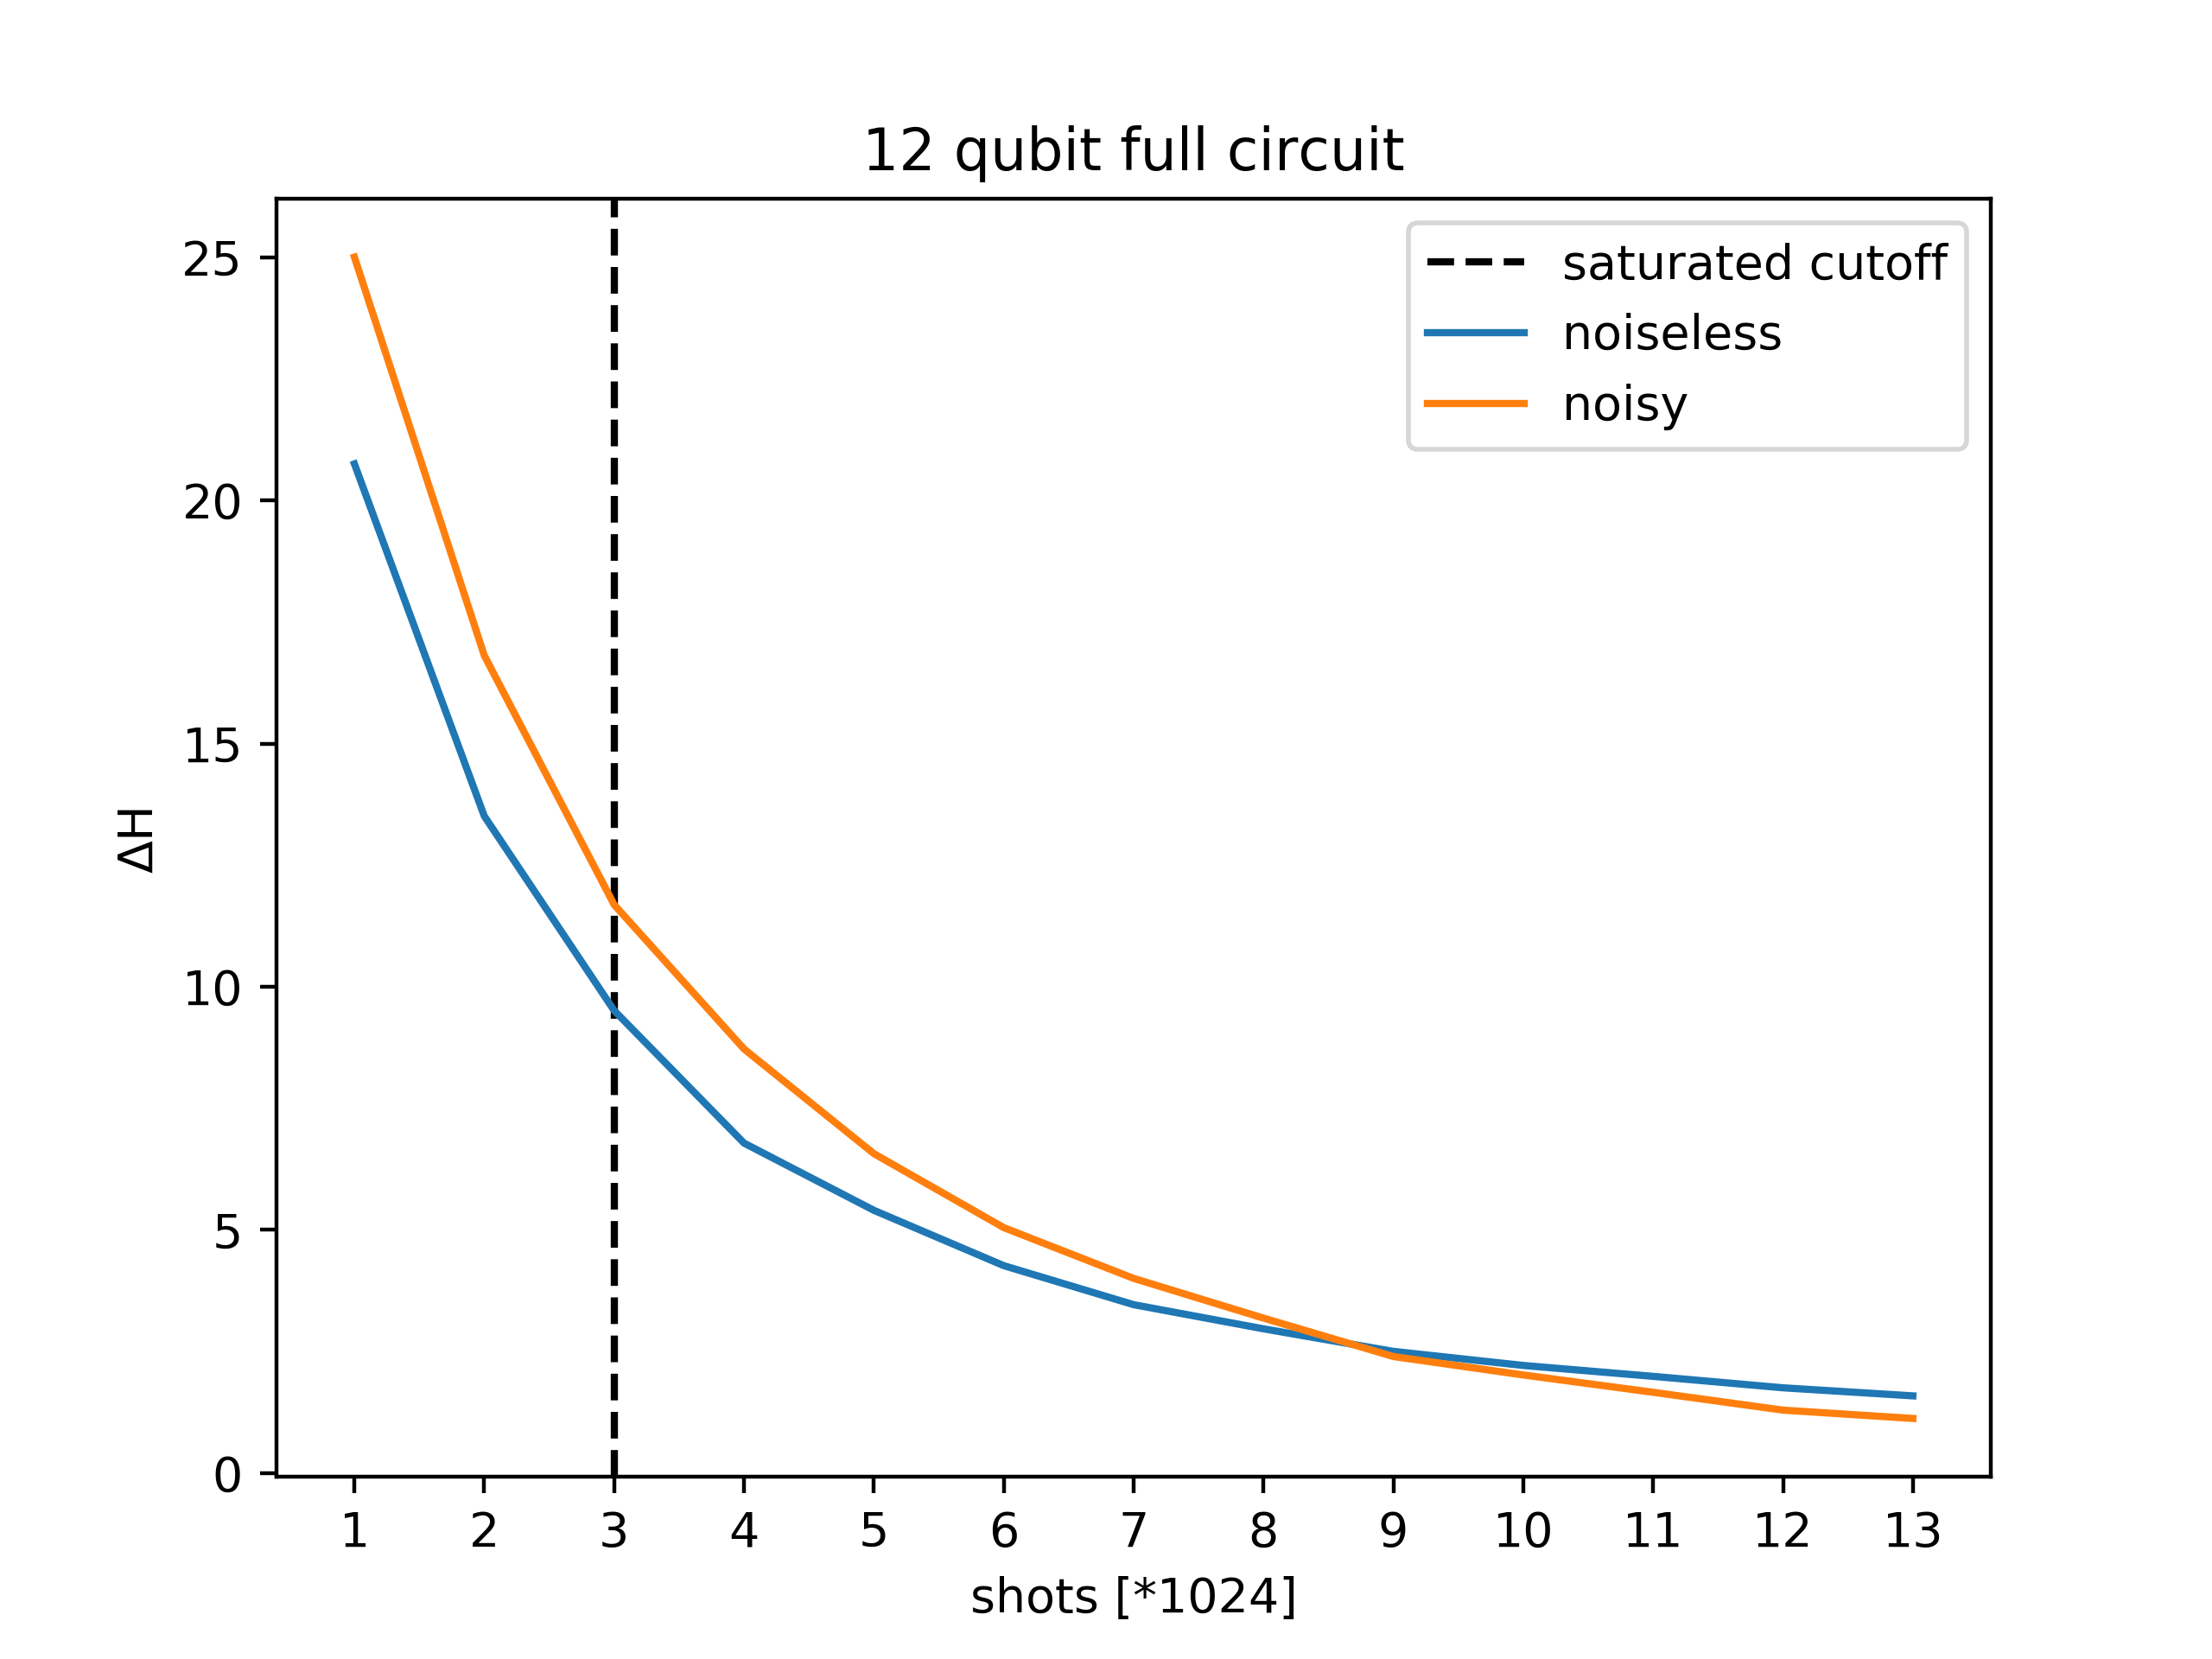 12 qubit full circuit
saturated cutoff
noiseless
noisy
25
20
15
10
5
0
ΔH
1 2 3 4 5 6 7 8 9 10 11 12 13
shots [*1024]